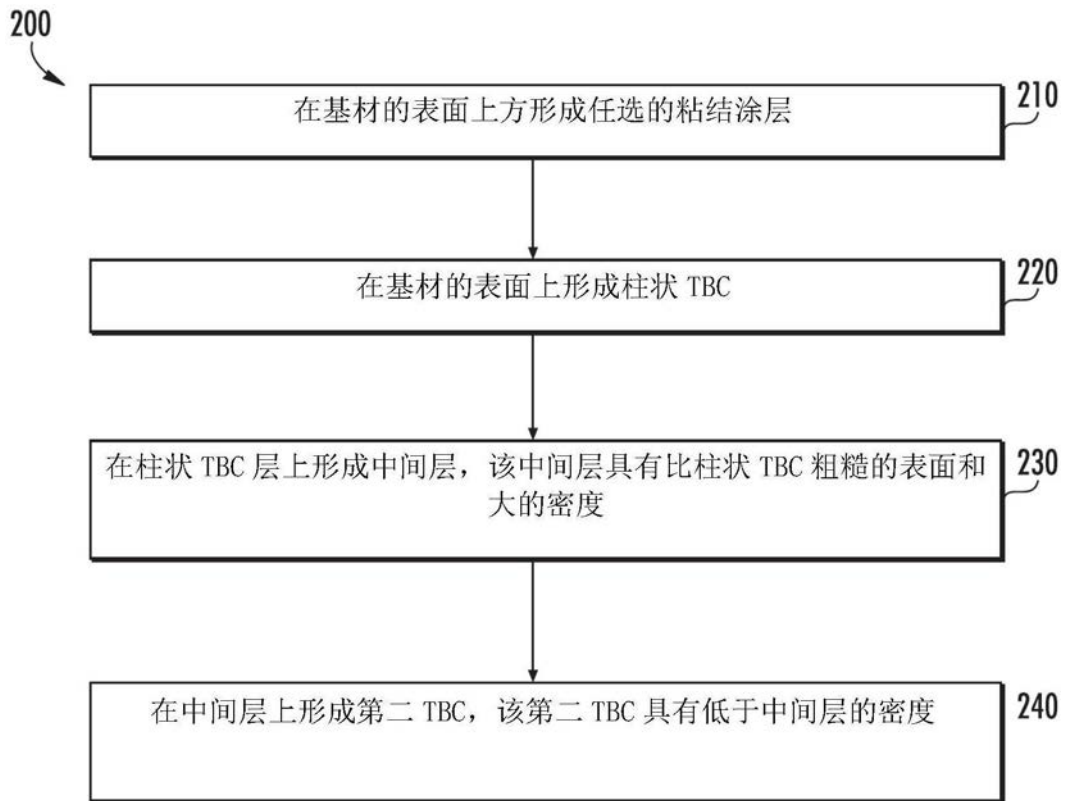 200
在基材的表面上方形成任选的粘结涂层
210
在基材的表面上形成柱状 TBC
220
在柱状 TBC 层上形成中间层，该中间层具有比柱状 TBC 粗糙的表面和
大的密度
230
在中间层上形成第二 TBC，该第二 TBC 具有低于中间层的密度
240